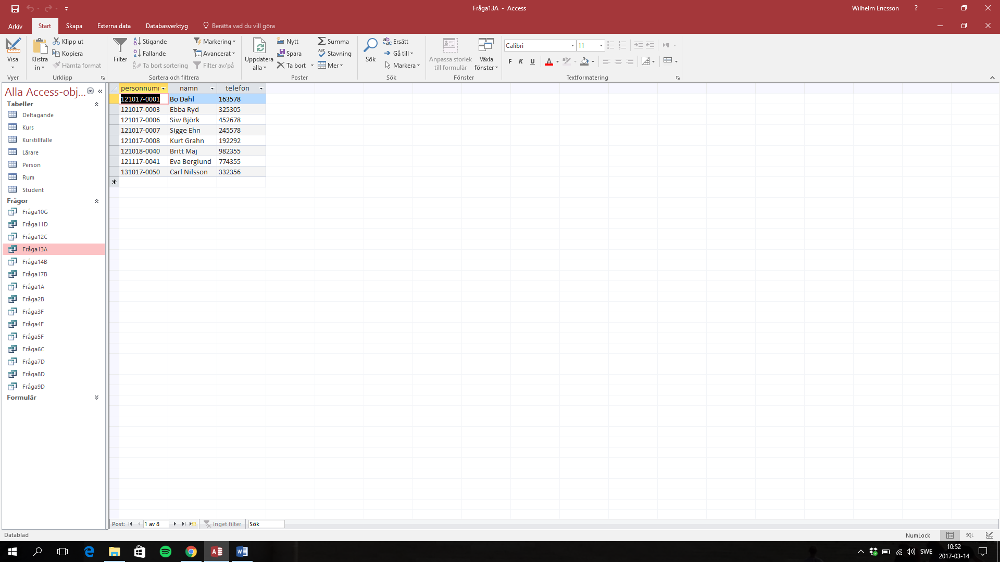 Fråga13A - Access
Wilhelm Ericsson
?
Arkiv Start Skapa Externa data Databasverktyg Berätta vad du vill göra
Visa
Vyer
Klistra in
Klipp ut
Kopiera
Hämta format
Urklipp
Filter
Stigande
Fallande
Ta bort sortering
Markering
Avancerat
Filter av/på
Sortera och filtrera
Uppdatera alla
Nytt
Spara
Ta bort
Summa
Stavning
Mer
Poster
Sök
Ersätt
Gå till
Markera
Sök
Anpassa storlek till formulär
Växla fönster
Fönster
Calibri 11
F K U
Textformatering
Alla Access-obj...
Tabeller
Deltagande
Kurs
Kurstillfälle
Lärare
Person
Rum
Student
Frågor
Fråga10G
Fråga11D
Fråga12C
Fråga13A
Fråga14B
Fråga17B
Fråga1A
Fråga2B
Fråga3F
Fråga4F
Fråga5F
Fråga6C
Fråga7D
Fråga8D
Fråga9D
Formulär
personnum namn telefon
121017-0001 Bo Dahl 163578
121017-0003 Ebba Ryd 325305
121017-0006 Siw Björk 452678
121017-0007 Sigge Ehn 245578
121017-0008 Kurt Grahn 192292
121018-0040 Britt Maj 982355
121117-0041 Eva Berglund 774355
131017-0050 Carl Nilsson 332356
Post: 1 av 8 Inget filter Sök
Datablad
NumLock
SQL
SWE
10:52
2017-03-14